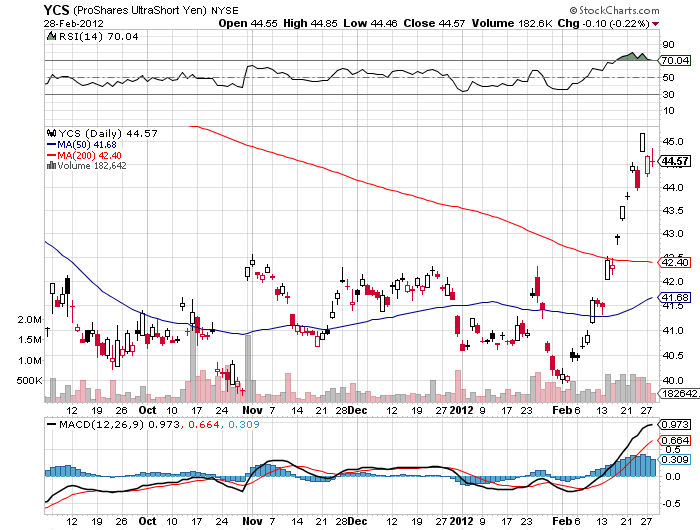 YCS (ProShares UltraShort Yen) NYSE © StockCharts.com
28-Feb-2012 Open 44.55 High 44.85 Low 44.46 Close 44.57 Volume 182.6K Chg -0.10 (-0.22%)
RSI(14) 70.04
90
70.04
50
30
10
YCS (Daily) 44.57
MA(50) 41.68
MA(200) 42.40
Volume 182,642
45.0
44.57
44.0
43.5
43.0
42.40
42.0
41.68
41.5
2.0M 41.0
1.5M
1.0M 40.5
500K 40.0
182642
12 19 26 Oct 10 17 24 Nov 7 14 21 28 Dec 12 19 27 2012 9 17 23 Feb 6 13 21 27
MACD(12,26,9) 0.973, 0.664, 0.309
0.973
0.664
0.5
0.309
0.0
-0.5
12 19 26 Oct 10 17 24 Nov 7 14 21 28 Dec 12 19 27 2012 9 17 23 Feb 6 13 21 27